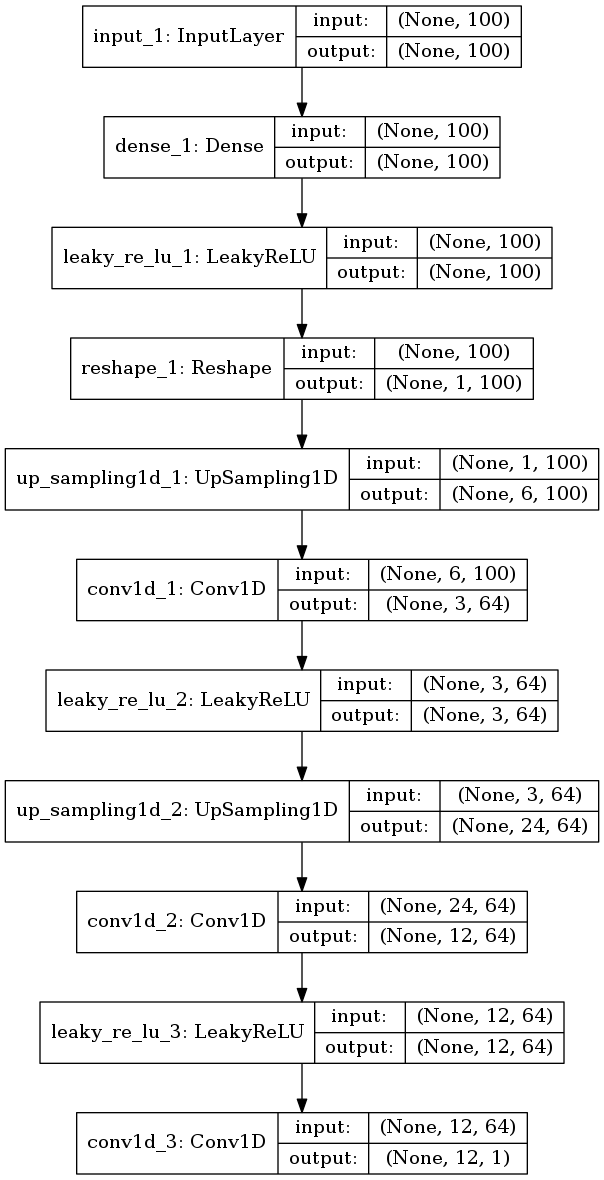 input_1: InputLayer
input:
(None, 100)
output:
(None, 100)
dense_1: Dense
input:
(None, 100)
output:
(None, 100)
leaky_re_lu_1: LeakyReLU
input:
(None, 100)
output:
(None, 100)
reshape_1: Reshape
input:
(None, 100)
output:
(None, 1, 100)
up_sampling1d_1: UpSampling1D
input:
(None, 1, 100)
output:
(None, 6, 100)
conv1d_1: Conv1D
input:
(None, 6, 100)
output:
(None, 3, 64)
leaky_re_lu_2: LeakyReLU
input:
(None, 3, 64)
output:
(None, 3, 64)
up_sampling1d_2: UpSampling1D
input:
(None, 3, 64)
output:
(None, 24, 64)
conv1d_2: Conv1D
input:
(None, 24, 64)
output:
(None, 12, 64)
leaky_re_lu_3: LeakyReLU
input:
(None, 12, 64)
output:
(None, 12, 64)
conv1d_3: Conv1D
input:
(None, 12, 64)
output:
(None, 12, 1)